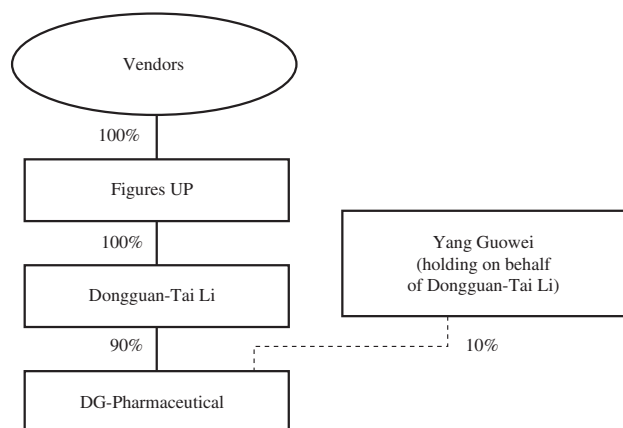 Vendors
100%
Figures UP
100%
Yang Guowei
(holding on behalf
of Dongguan-Tai Li)
Dongguan-Tai Li
90%
10%
DG-Pharmaceutical